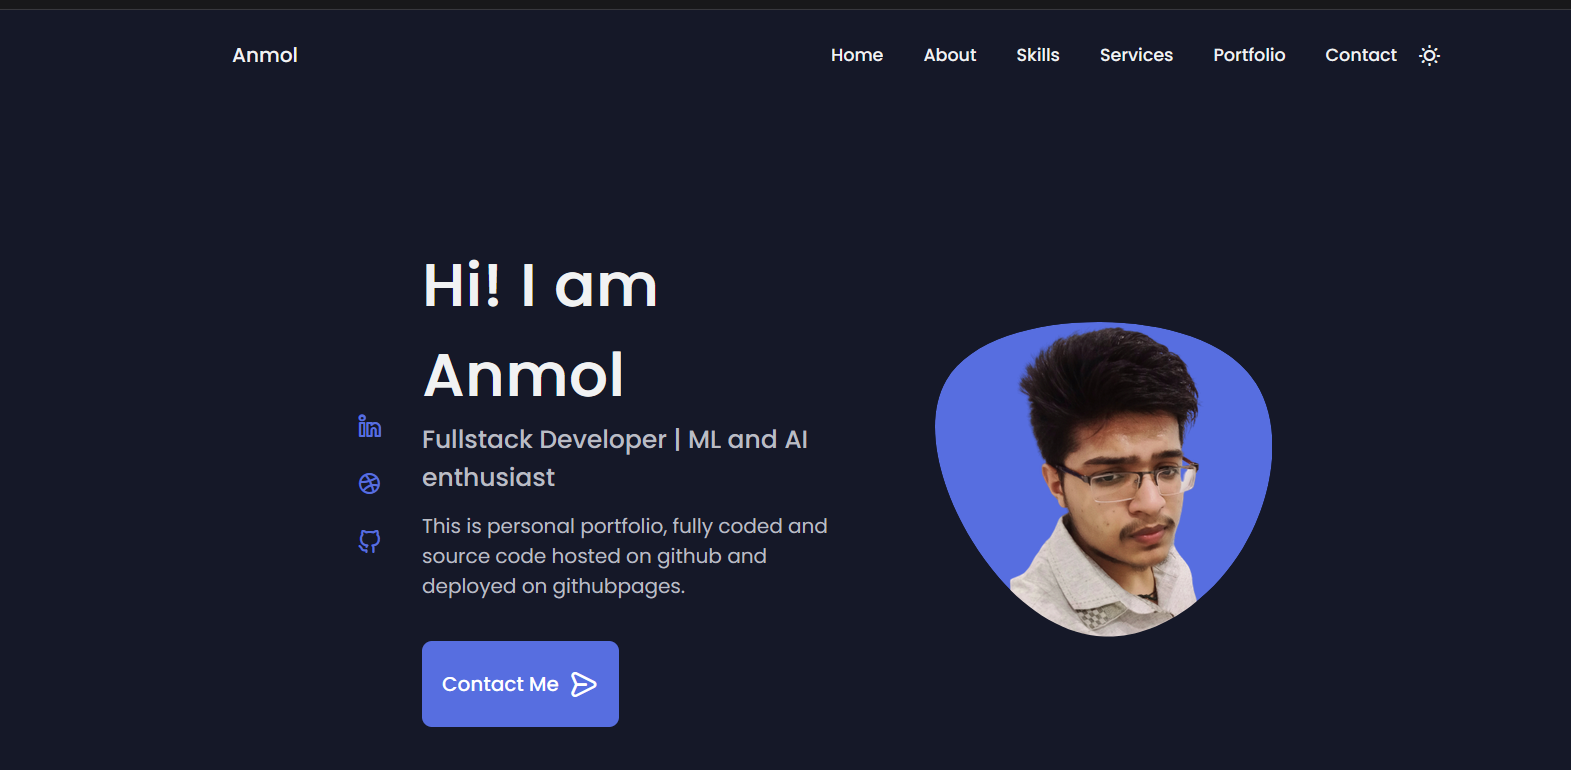 Anmol
Home
About
Skills
Services
Portfolio
Contact
Hi! I am
Anmol
Fullstack Developer | ML and AI
enthusiast
This is personal portfolio, fully coded and
source code hosted on github and
deployed on githubpages.
Contact Me